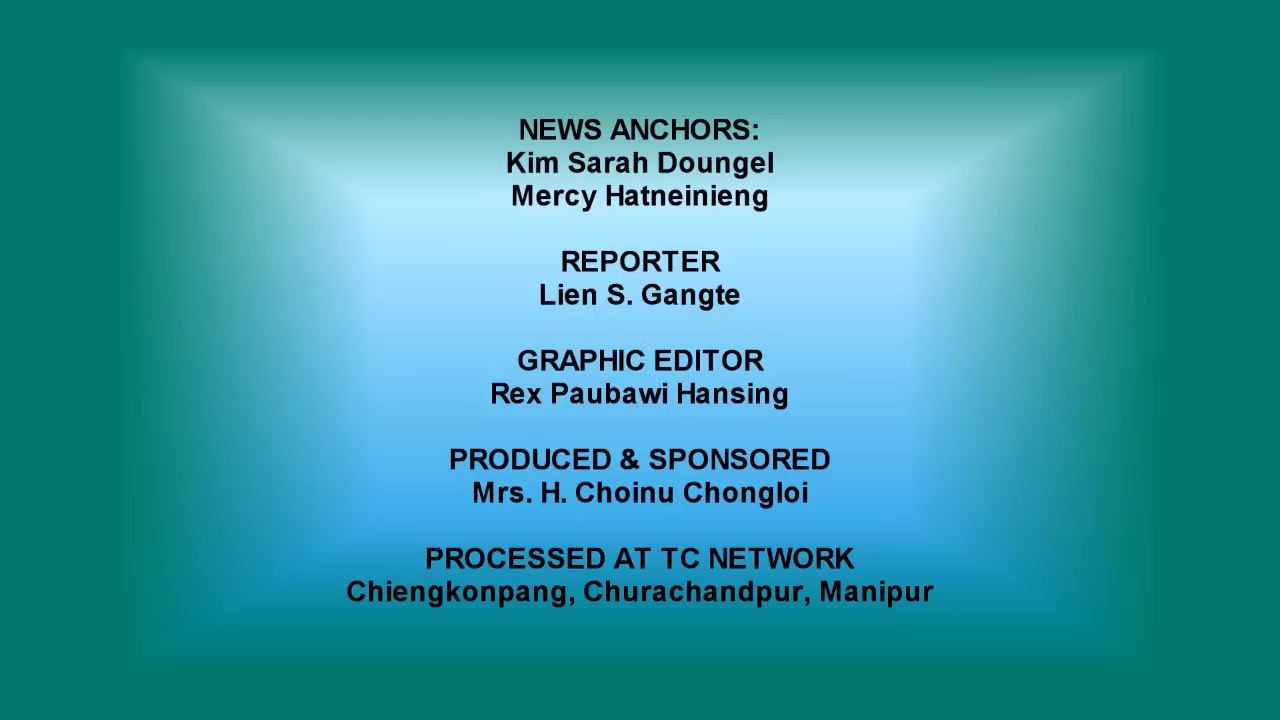 NEWS ANCHORS:
Kim Sarah Doungel
Mercy Hatneinieng
REPORTER
Lien S. Gangte
GRAPHIC EDITOR
Rex Paubawi Hansing
PRODUCED & SPONSORED
Mrs. H. Choinu Chongloi
PROCESSED AT TC NETWORK
Chiengkonpang, Churachandpur, Manipur